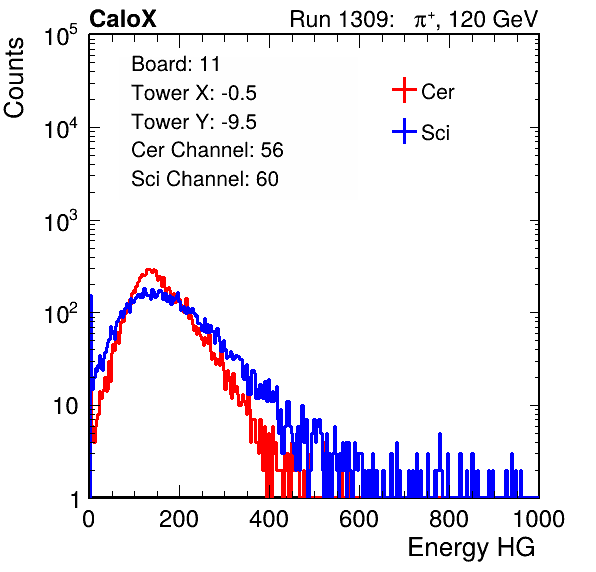 CaloX Run 1309: π⁺, 120 GeV
Counts
10⁵
10⁴
10³
10²
10
1
Board: 11
Tower X: -0.5
Tower Y: -9.5
Cer Channel: 56
Sci Channel: 60
Cer
Sci
0 200 400 600 800 1000
Energy HG